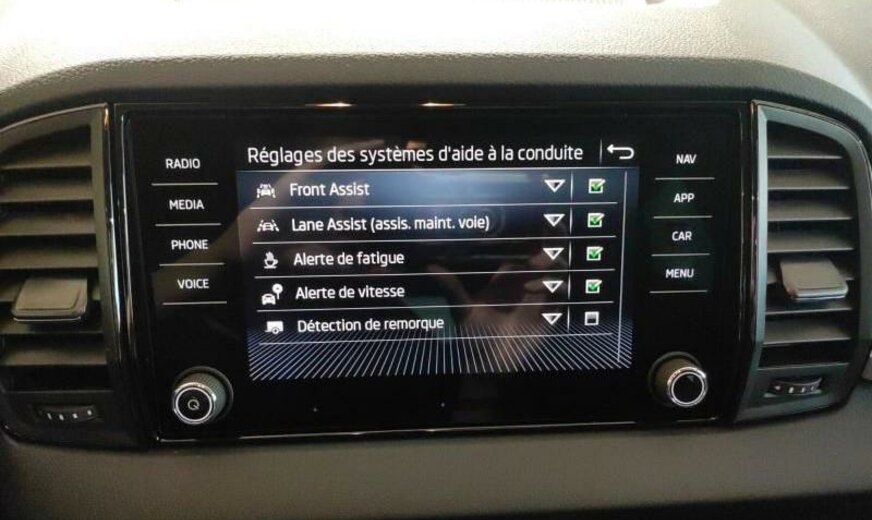 Réglages des systèmes d'aide à la conduite
RADIO
MEDIA
PHONE
VOICE
Front Assist
Lane Assist (assis. maint. voie)
Alerte de fatigue
Alerte de vitesse
Détection de remorque
NAV
APP
CAR
MENU